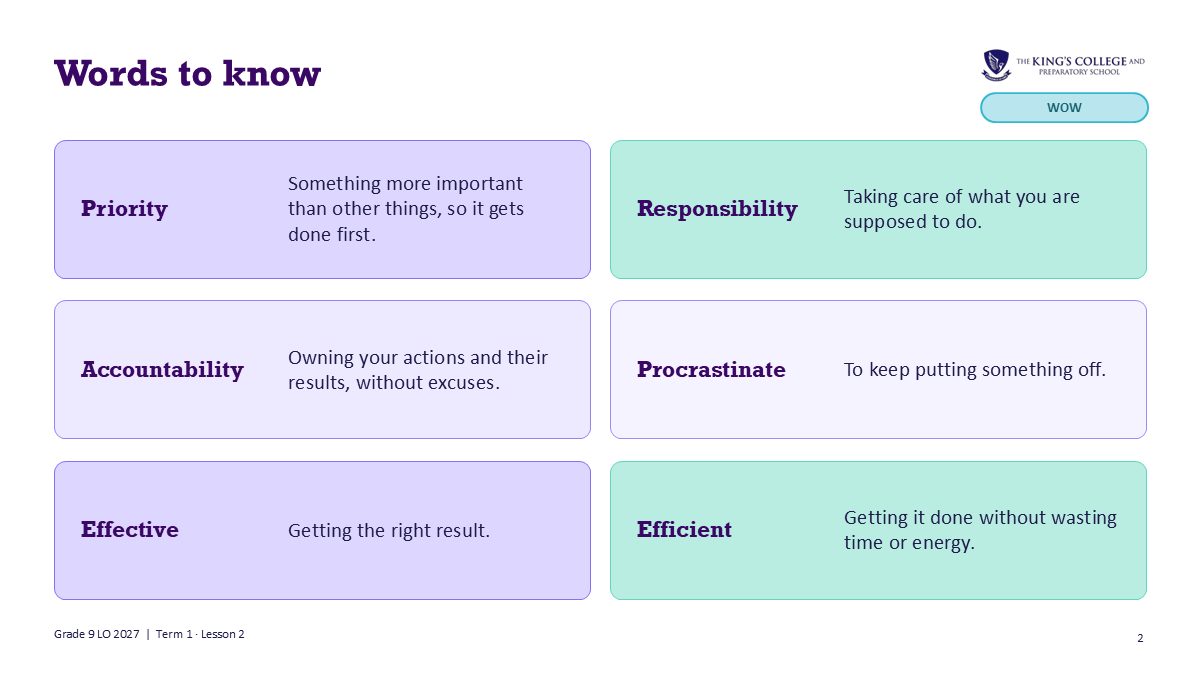 Words to know
THE KING'S COLLEGE AND
PREPARATORY SCHOOL
WOW
Priority
Something more important
than other things, so it gets
done first.
Responsibility
Taking care of what you are
supposed to do.
Accountability
Owning your actions and their
results, without excuses.
Procrastinate
To keep putting something off.
Effective
Getting the right result.
Efficient
Getting it done without wasting
time or energy.
Grade 9 LO 2027 | Term 1 · Lesson 2
2